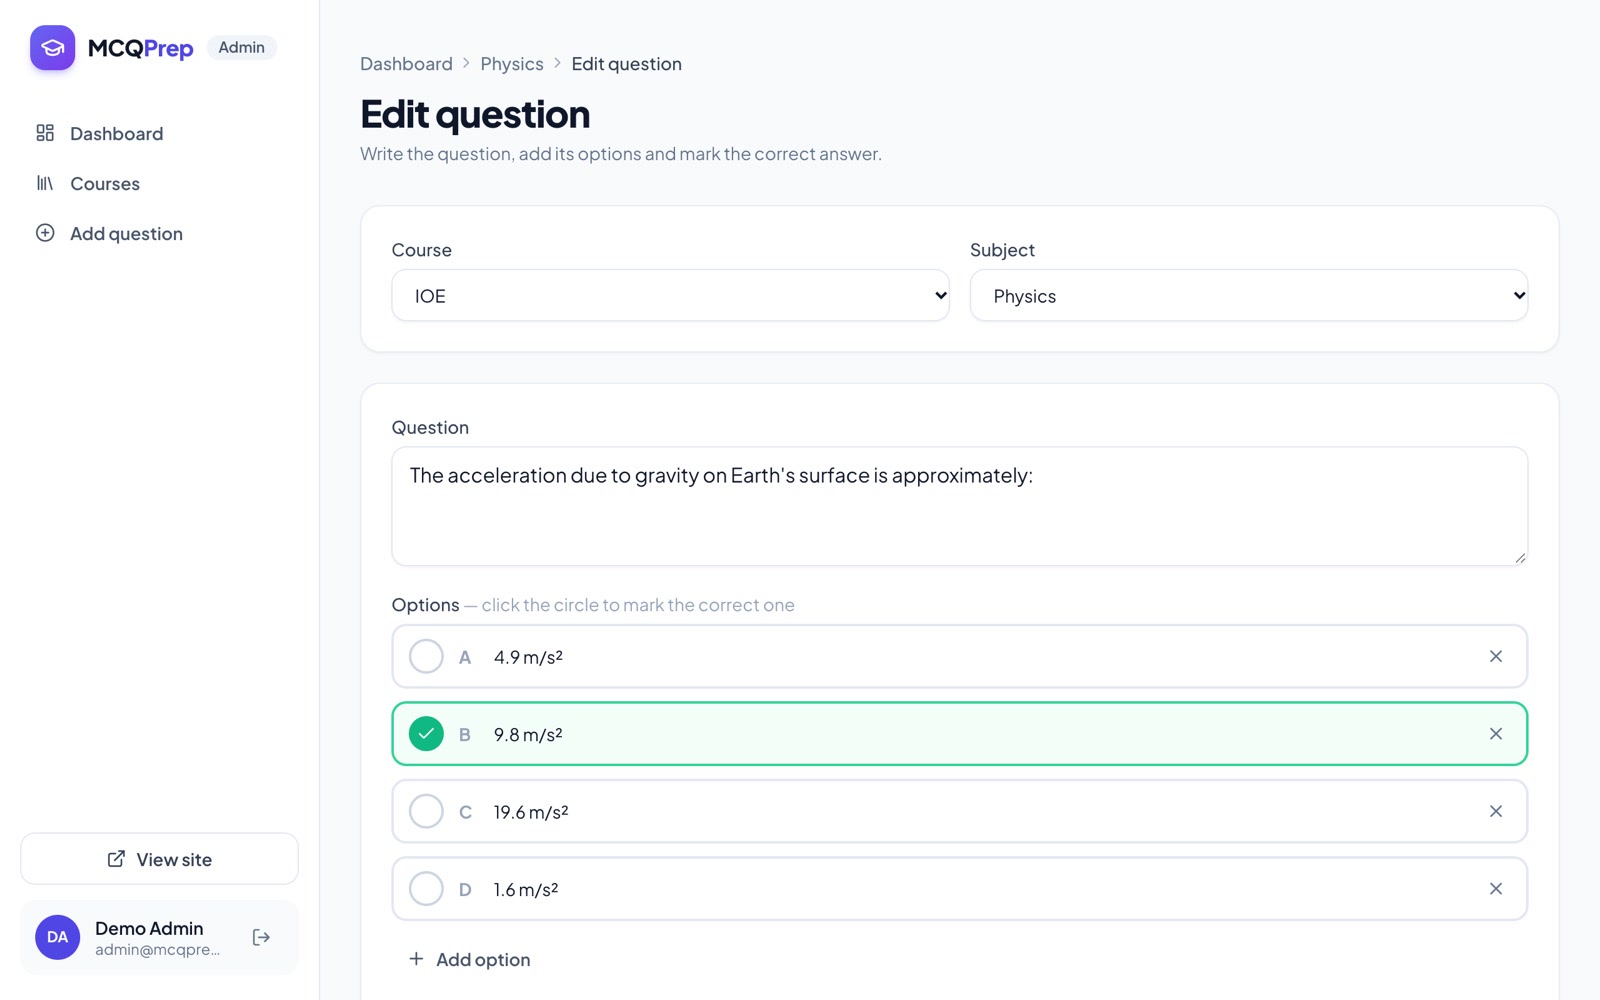 MCQPrep Admin
Dashboard
Courses
Add question
View site
DA
Demo Admin
admin@mcqpre...
Dashboard > Physics > Edit question
Edit question
Write the question, add its options and mark the correct answer.
Course
IOE
Subject
Physics
Question
The acceleration due to gravity on Earth's surface is approximately:
Options — click the circle to mark the correct one
A 4.9 m/s²
B 9.8 m/s²
C 19.6 m/s²
D 1.6 m/s²
+ Add option